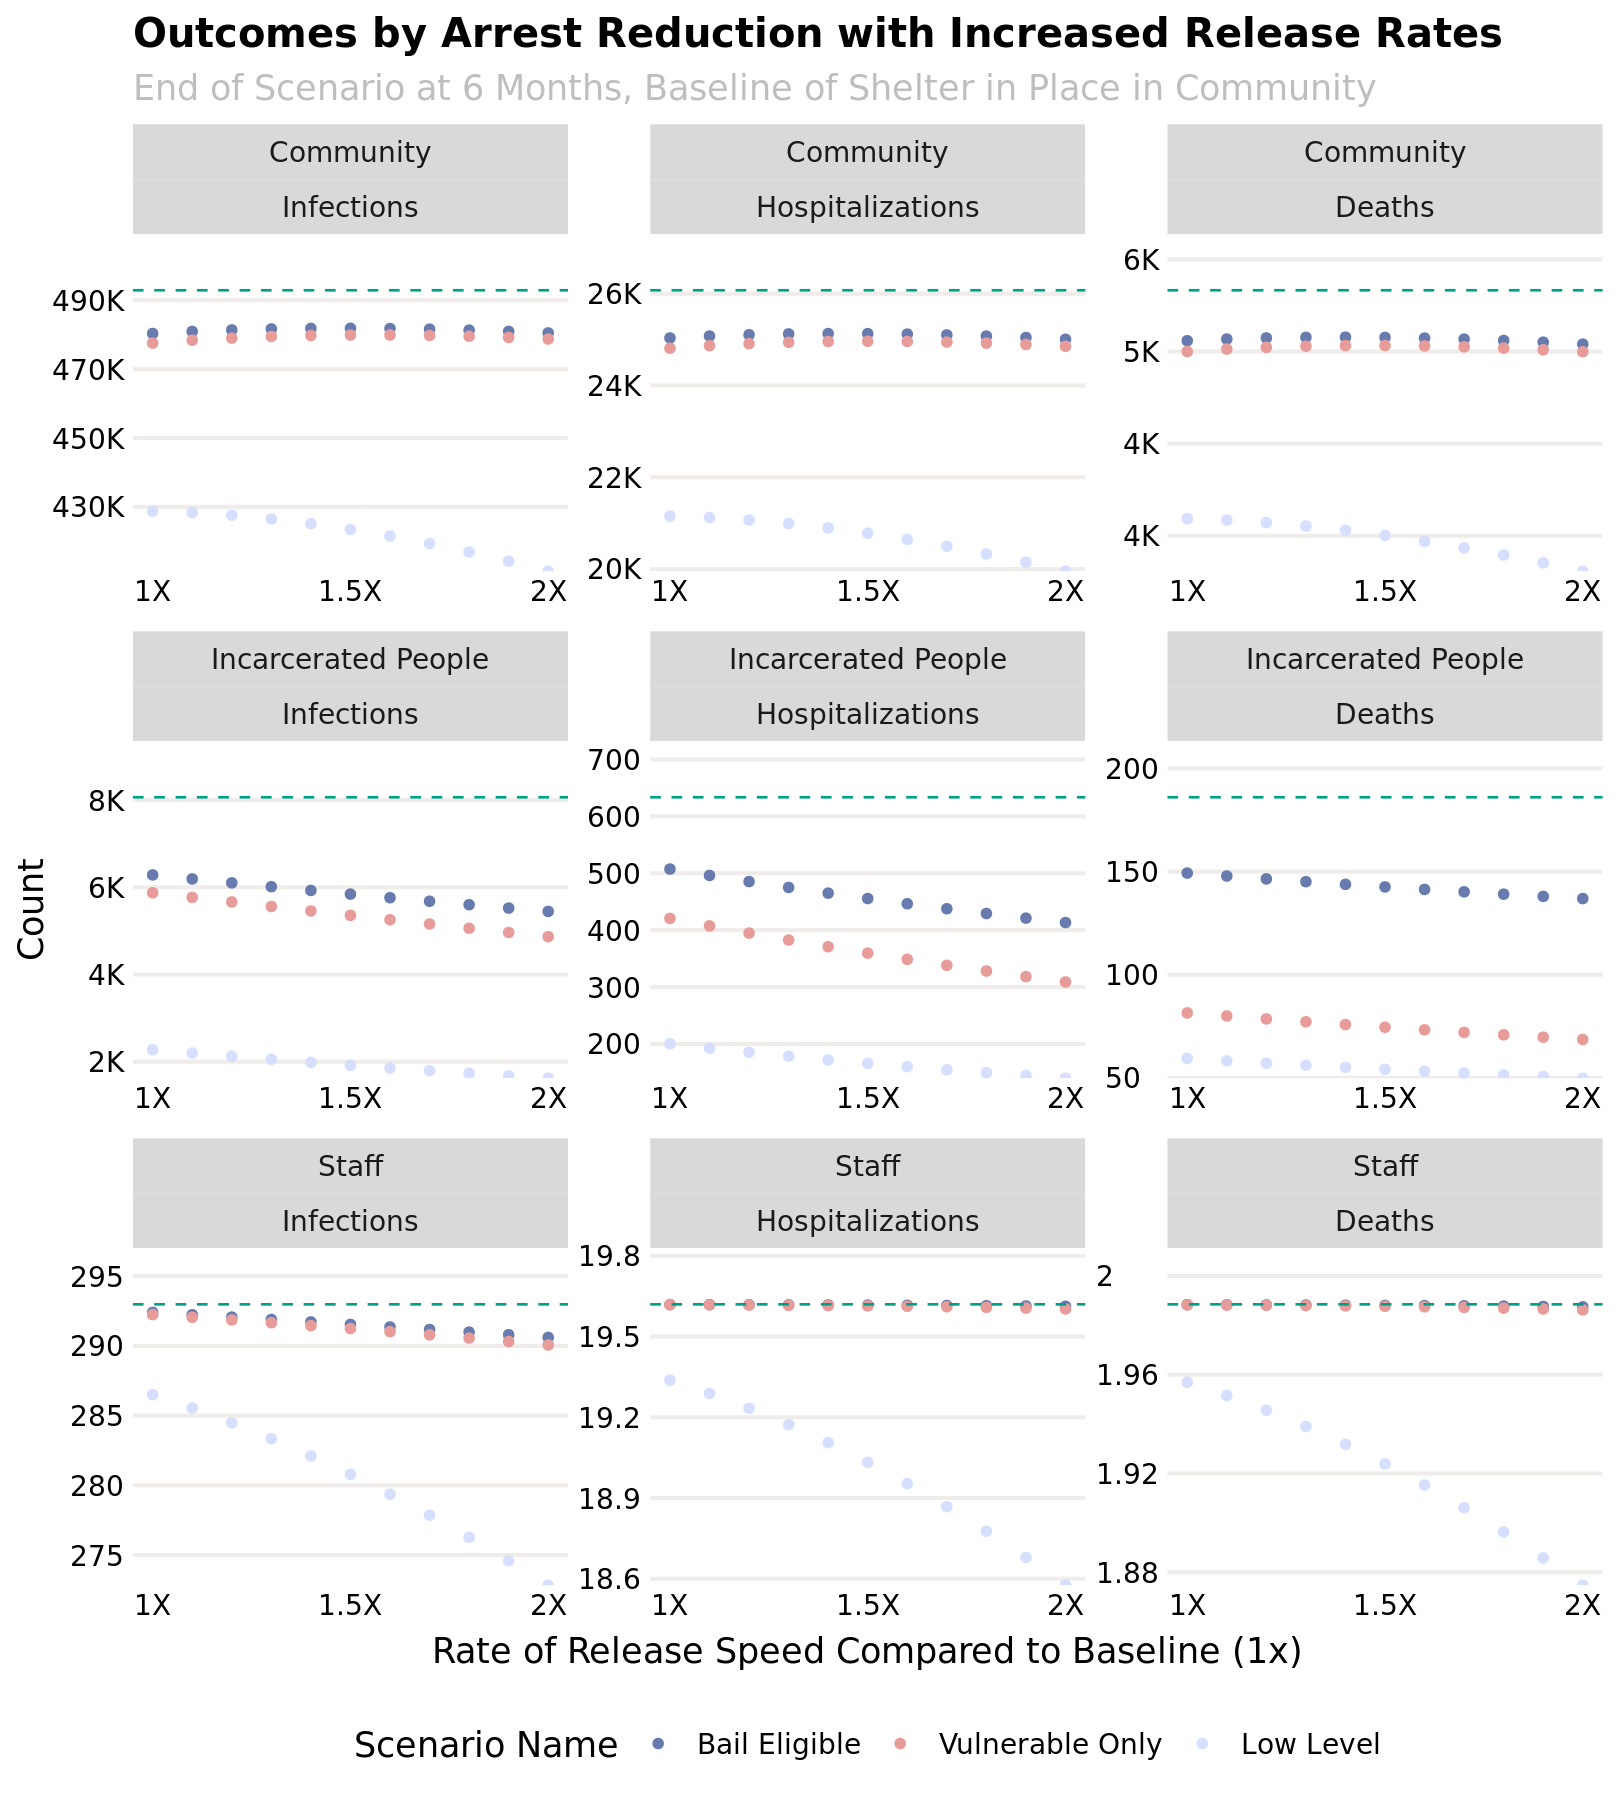 Outcomes by Arrest Reduction with Increased Release Rates
End of Scenario at 6 Months, Baseline of Shelter in Place in Community
Community
Infections
490K
470K
450K
430K
1X 1.5X 2X
Community
Hospitalizations
26K
24K
22K
20K
1X 1.5X 2X
Community
Deaths
6K
5K
4K
4K
1X 1.5X 2X
Count
Incarcerated People
Infections
8K
6K
4K
2K
1X 1.5X 2X
Incarcerated People
Hospitalizations
700
600
500
400
300
200
1X 1.5X 2X
Incarcerated People
Deaths
200
150
100
50
1X 1.5X 2X
Staff
Infections
295
290
285
280
275
1X 1.5X 2X
Staff
Hospitalizations
19.8
19.5
19.2
18.9
18.6
1X 1.5X 2X
Staff
Deaths
2
1.96
1.92
1.88
1X 1.5X 2X
Rate of Release Speed Compared to Baseline (1x)
Scenario Name Bail Eligible Vulnerable Only Low Level